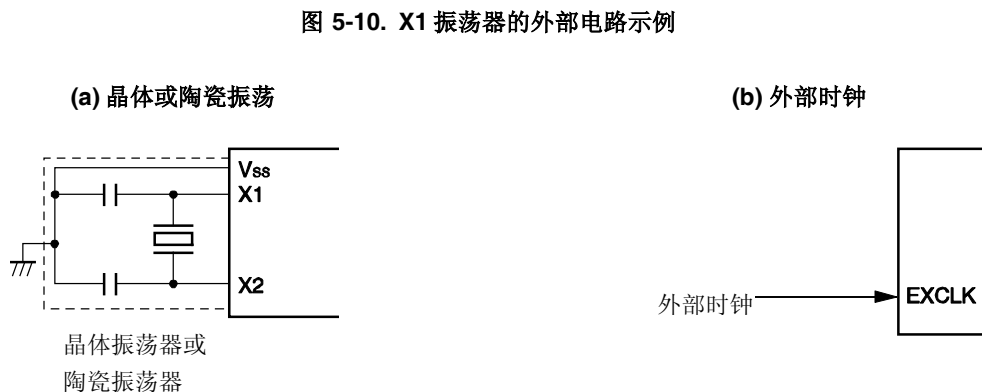 图 5-10. X1 振荡器的外部电路示例
(a) 晶体或陶瓷振荡
(b) 外部时钟
Vss
X1
X2
晶体振荡器或
陶瓷振荡器
外部时钟
EXCLK